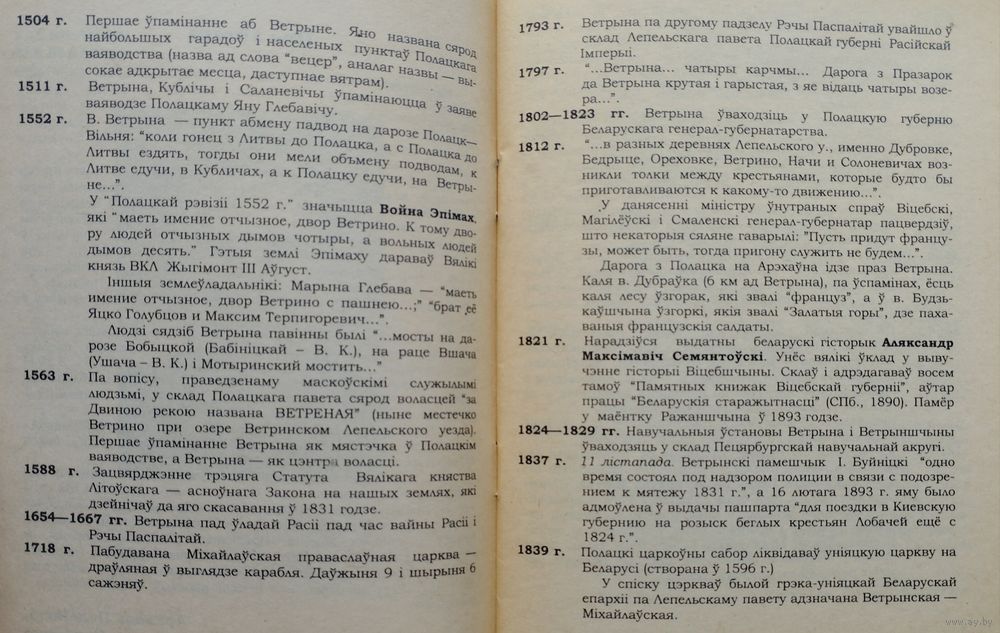 1504 г. Першае ўпамінанне аб Ветрыне. Яно названа сярод
найбольшых гарадоў і населеных пунктаў Полацкага
ваяводства (назва ад слова "вецер", аналаг назвы — вы-
сокае адкрытае месца, даступнае вятрам).
1511 г. Ветрына, Кублічы і Саланевічы ўпамінаюцца ў заяве
ваяводзе Полацкаму Яну Глебавічу.
1552 г. В. Ветрына — пункт абмену падвод на дарозе Полацк—
Вільня: "коли гонец з Литвы до Полацка, а с Полацка до
Литвы ездять, тогды они мели объмену подводам, к
Литве едучи, в Кубличах, а к Полацку едучи, на Ветры-
не...".
У "Полацкай рэвізіі 1552 г." значыцца Война Эпімах,
які "маеть имение отчызное, двор Ветрино. К тому дво-
ру людей отчызных дымов чотыры, а вольных людей
дымов десять." Гэтыя землі Эпімаху дараваў Вялікі
князь ВКЛ Жыгімонт III Аўгуст.
Іншыя землеўладальнікі: Марына Глебава — "маеть
имение отчызное, двор Ветрино с пашнею...;" "брат ,её
Яцко Голубцов и Максим Терпигоревич...".
Людзі сядзіб Ветрына павінны былі "...мосты на да-
розе Бобыцкой (Бабініцкай – В. К.), на раце Вшача
(Ушача – В. К.) і Мотыринский мостить..."
1563 г. Па вопісу, праведзенаму маскоўскімі служылымі
людзьмі, у склад Полацкага павета сярод воласцей "за
Двиною рекою названа ВЕТРЕНАЯ" (ныне местечко
Ветрино при озере Ветринском Лепельского уезда).
Першае ўпамінанне Ветрына як мястэчка ў Полацкім
ваяводстве, а Ветрына — як цэнтра воласці.
1588 г. Зацвярджэнне трэцяга Статута Вялікага княства
Літоўскага — асноўнага Закона на нашых землях, які
дзейнічаў да яго скасавання ў 1831 годзе.
1654—1667 гг. Ветрына пад ўладай Расіі пад час вайны Расіі і
Рэчы Паспалітай.
1718 г. Пабудавана Міхайлаўская праваслаўная царква —
драўляная ў выглядзе карабля. Даўжыня 9 і шырыня 6
сажэняў.
1793 г. Ветрына па другому падзелу Рэчы Паспалітай увайшло ў
склад Лепельскага павета Полацкай губерні Расійскай
Імперыі.
1797 г. "...Ветрына... чатыры карчмы... Дарога з Празарок
да Ветрына крутая і гарыстая, з яе відаць чатыры возе-
ра...".
1802—1823 гг. Ветрына ўваходзіць у Полацкую губерню
Беларускага генерал-губернатарства.
1812 г. "...в разных деревнях Лепельского у., именно Дубровке,
Бедрыце, Ореховке, Ветрино, Начи и Солоневичах воз-
никли толки между крестьянами, которые будто бы
приготавливаются к какому-то движению...".
У данясенні міністру ўнутраных спраў Віцебскі,
Магілёўскі і Смаленскі генерал-губернатар пацвердзіў,
што некаторыя сяляне гаварылі: "Пусть придут францу-
зы, может быть, тогда пригону служить не будем...".
Дарога з Полацка на Арэхаўна ідзе праз Ветрына.
Каля в. Дубраўка (6 км ад Ветрына), па ўспамінах, ёсць
каля лесу ўзгорак, які звалі "француз", а ў в. Будзь-
каўшчына ўзгоркі, якія звалі "Залатыя горы", дзе паха-
ваныя французскія салдаты.
1821 г. Нарадзіўся выдатны беларускі гісторык Аляксандр
Максімавіч Семянтоўскі. Унёс вялікі ўклад у выву-
чэнне гісторыі Віцебшчыны. Склаў і адрэдагаваў восем
тамоў "Памятных книжак Віцебскай губерніі", аўтар
працы "Беларускія старажытнасці" (СПб., 1890). Памёр
у маёнтку Ражаншчына ў 1893 годзе.
1824—1829 гг. Навучальныя ўстановы Ветрына і Ветрыншчыны
ўваходзяць у склад Пецярбургскай навучальнай акругі.
1837 г. 11 лістапада. Ветрынскі памешчык І. Буйніцкі "одно
время состоял под надзором полиции в связи с подозре-
нием к мятежу 1831 г.", а 16 лютага 1893 г. яму было
адмоўлена ў выдачы пашпарта "для поездки в Киевскую
губернию на розыск беглых крестьян Лобачей ещё с
1824 г.".
1839 г. Полацкі царкоўны сабор ліквідаваў уніяцкую царкву на
Беларусі (створана ў 1596 г.)
У спіску цэркваў былой грэка-уніяцкай Беларускай
епархіі па Лепельскаму павету адзначана Ветрынская —
Міхайлаўская.
www.ay.by